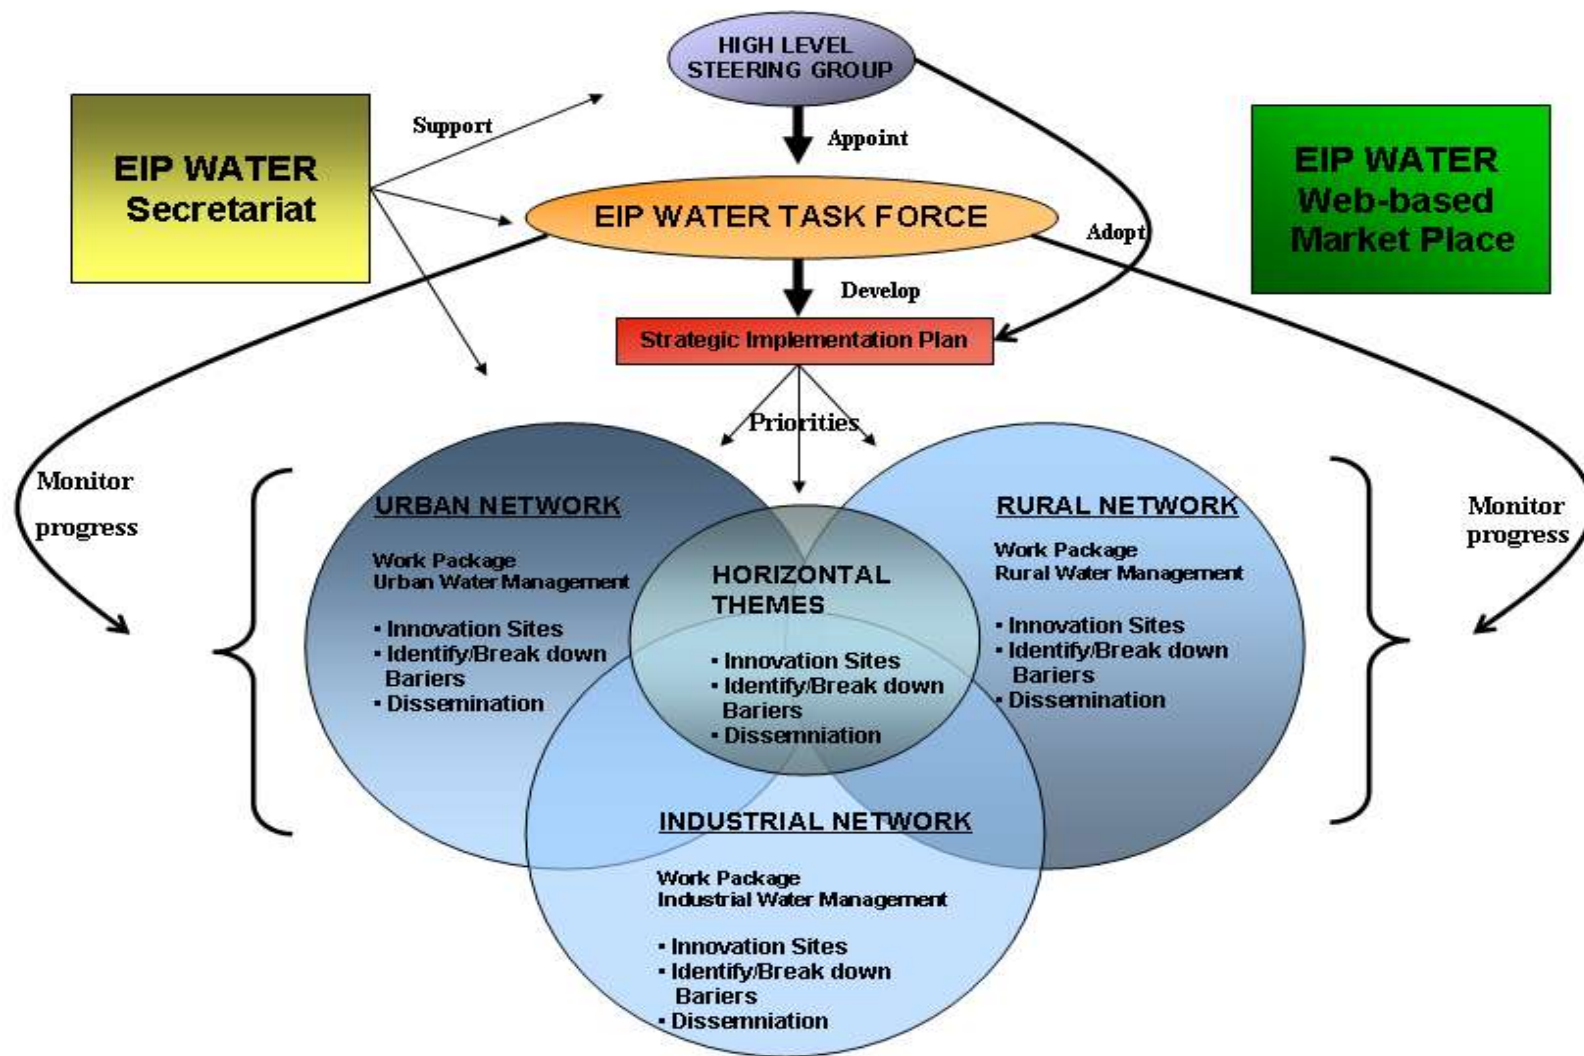 HIGH LEVEL
STEERING GROUP
Support
Appoint
EIP WATER
Secretariat
EIP WATER
Web-based
Market Place
EIP WATER TASK FORCE
Adopt
Develop
Strategic Implementation Plan
Priorities
Monitor
progress
Monitor
progress
URBAN NETWORK
Work Package
Urban Water Management
▪ Innovation Sites
▪ Identify/Break down
Bariers
▪ Dissemination
HORIZONTAL
THEMES
▪ Innovation Sites
▪ Identify/Break down
Bariers
▪ Dissemniation
RURAL NETWORK
Work Package
Rural Water Management
▪ Innovation Sites
▪ Identify/Break down
Bariers
▪ Dissemination
INDUSTRIAL NETWORK
Work Package
Industrial Water Management
▪ Innovation Sites
▪ Identify/Break down
Bariers
▪ Dissemniation